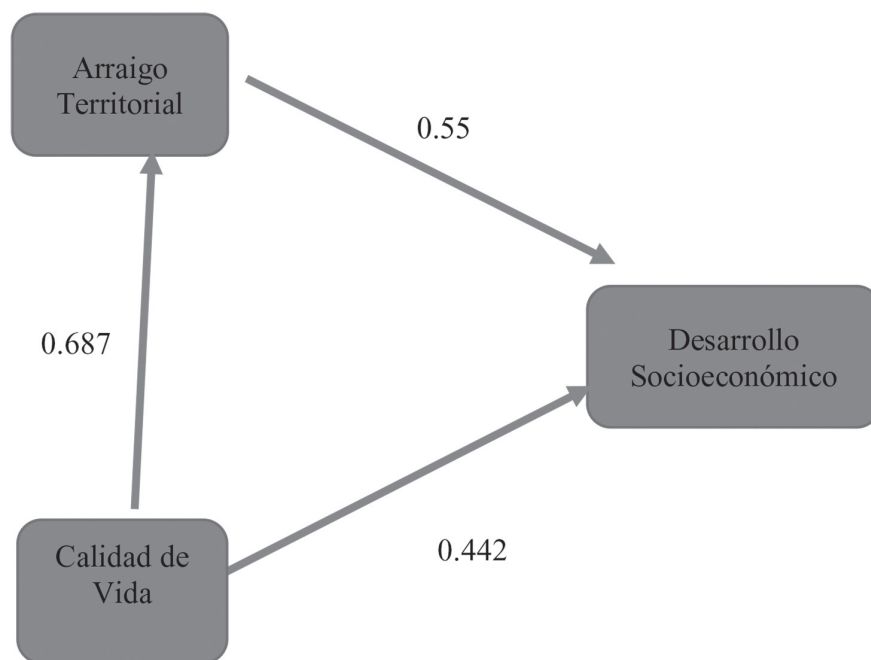 Arraigo
Territorial
0.55
0.687
Desarrollo
Socioeconómico
0.442
Calidad de
Vida